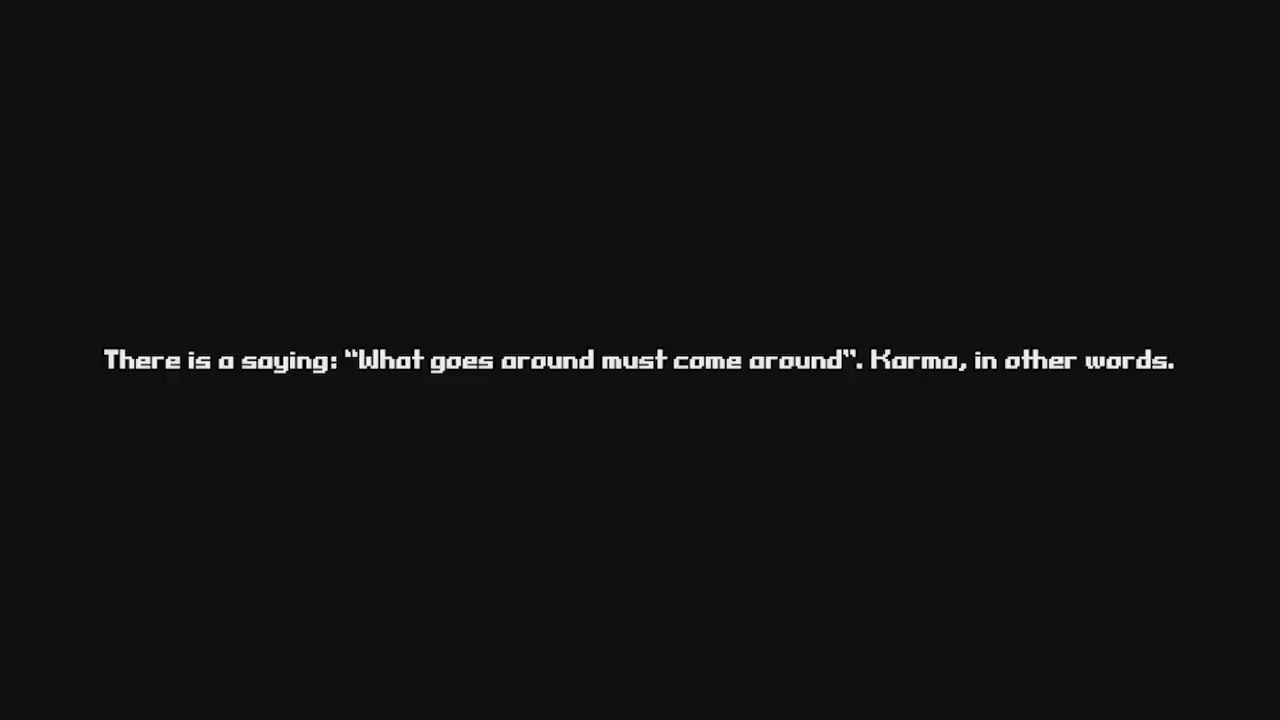 There is a saying: “What goes around must come around”. Karma, in other words.